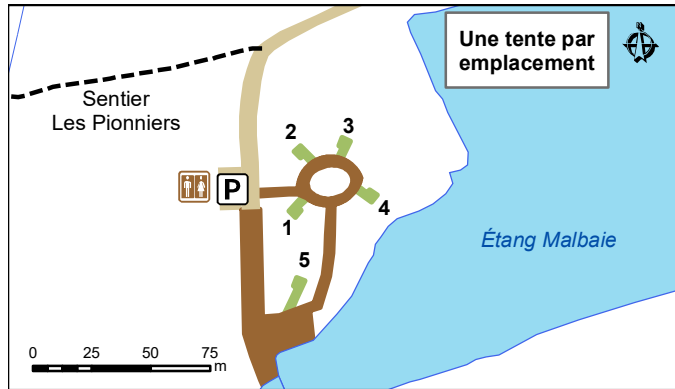 Une tente par
emplacement
Sentier
Les Pionniers
2
3
P
1
4
Étang Malbaie
5
0 25 50 75
m